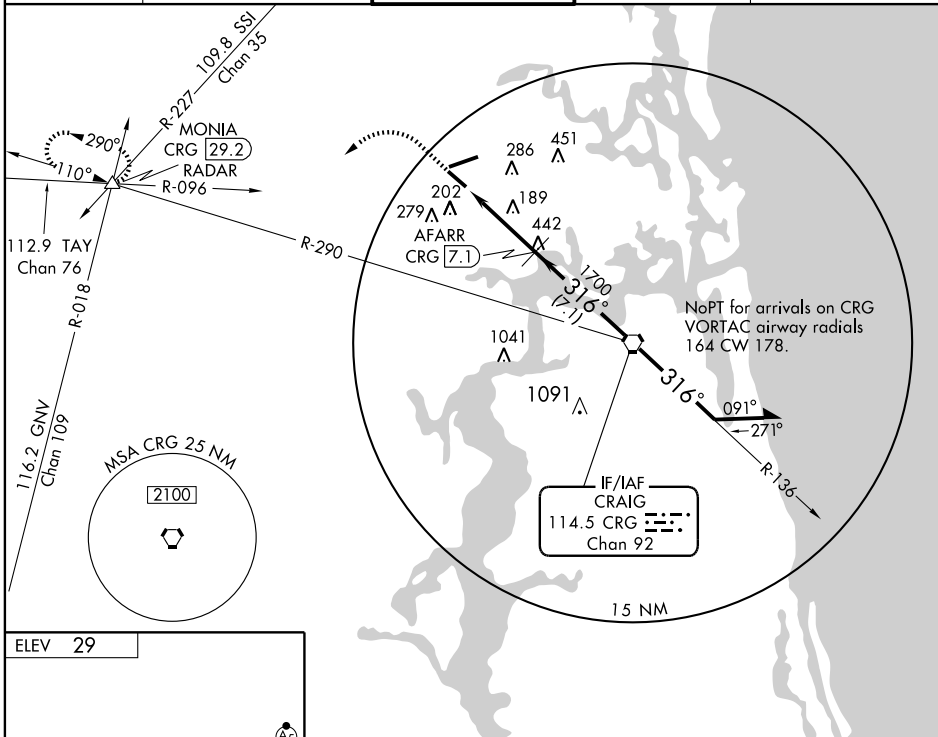 109.8 SSI
Chan 35
R-227
MONIA
CRG 29.2
RADAR
290°
110°
R-096
112.9 TAY
Chan 76
R-018
116.2 GNV
Chan 109
R-290
286
451
202
279
189
442
AFARR
CRG 7.1
1700
316°
(7.1)
NoPT for arrivals on CRG
VORTAC airway radials
164 CW 178.
1041
1091
316°
091°
271°
R-136
IF/IAF
CRAIG
114.5 CRG
Chan 92
15 NM
MSA CRG 25 NM
2100
ELEV 29